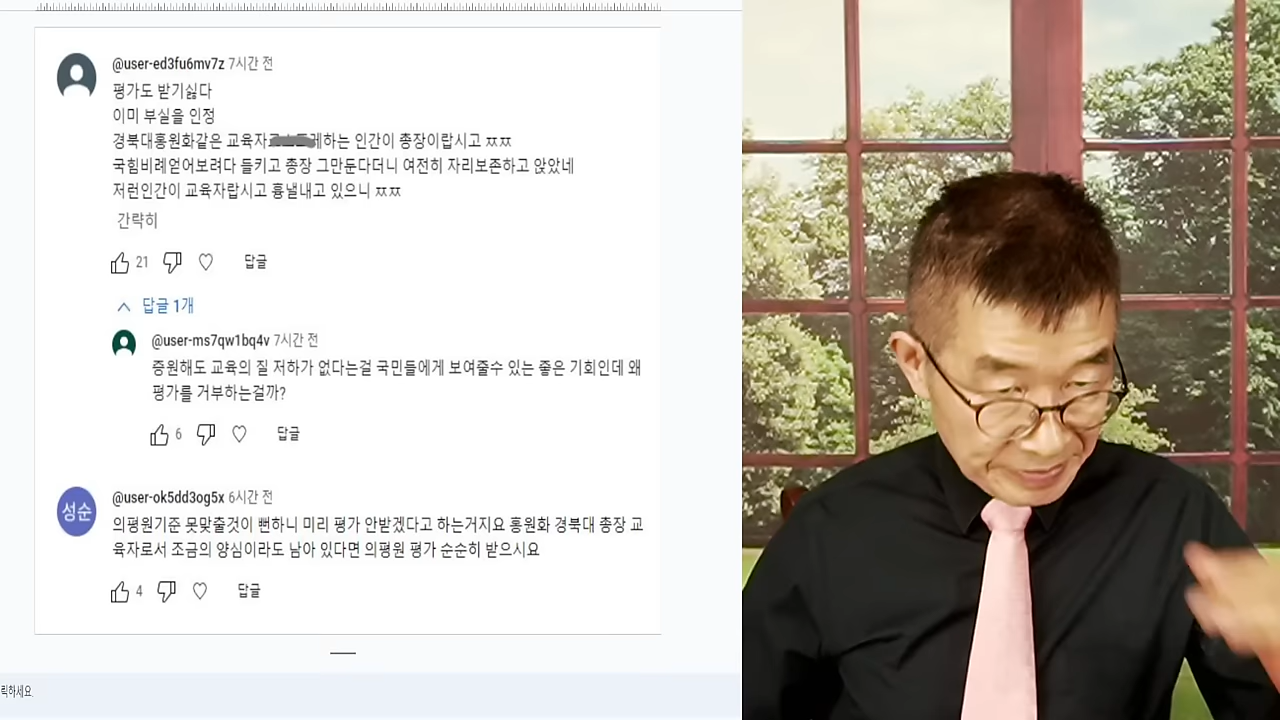 @user-ed3fu6mv7z 7시간 전
평가도 받기싫다
이미 부실을 인정
경북대홍원화같은 교육자 하는 인간이 총장이랍시고 ㅉㅉ
국힘비례얻어보려다 들키고 총장 그만둔다더니 여전히 자리보존하고 앉았네
저런인간이 교육자랍시고 흉낼내고 있으니 ㅉㅉ
간략히
21 답글
답글 1개
@user-ms7qw1bq4v 7시간 전
증원해도 교육의 질 저하가 없다는걸 국민들에게 보여줄수 있는 좋은 기회인데 왜
평가를 거부하는걸까?
6 답글
성순
@user-ok5dd3og5x 6시간 전
의평원기준 못맞출것이 뻔하니 미리 평가 안받겠다고 하는거지요 홍원화 경북대 총장 교
육자로서 조금의 양심이라도 남아 있다면 의평원 평가 순순히 받으시요
4 답글
릭하세요.